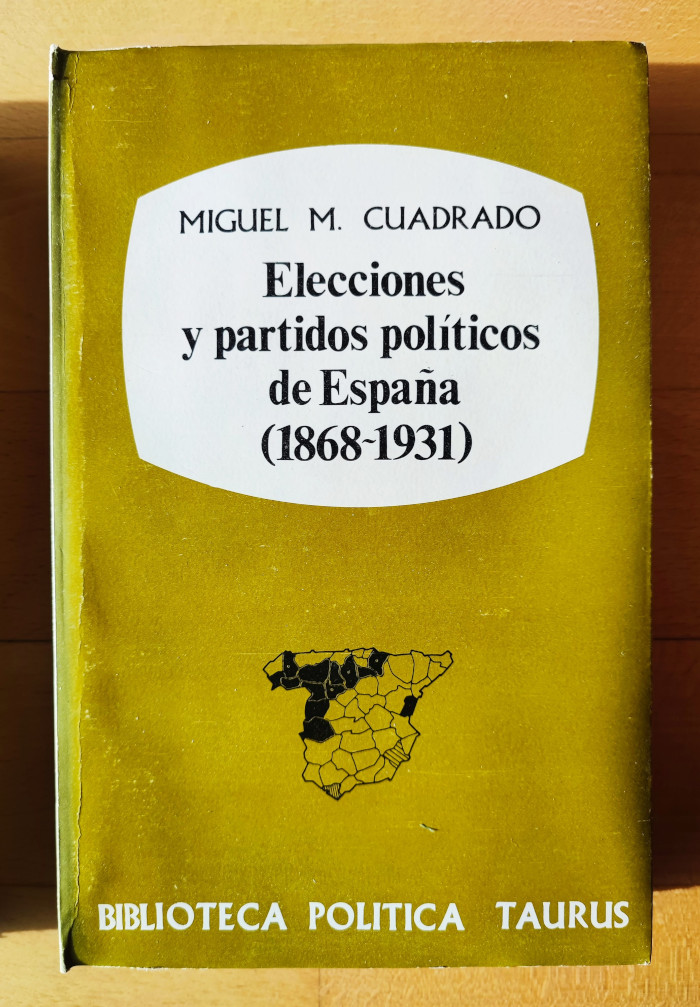 MIGUEL M. CUADRADO
Elecciones
y partidos políticos
de España
(1868-1931)
BIBLIOTECA POLITICA TAURUS